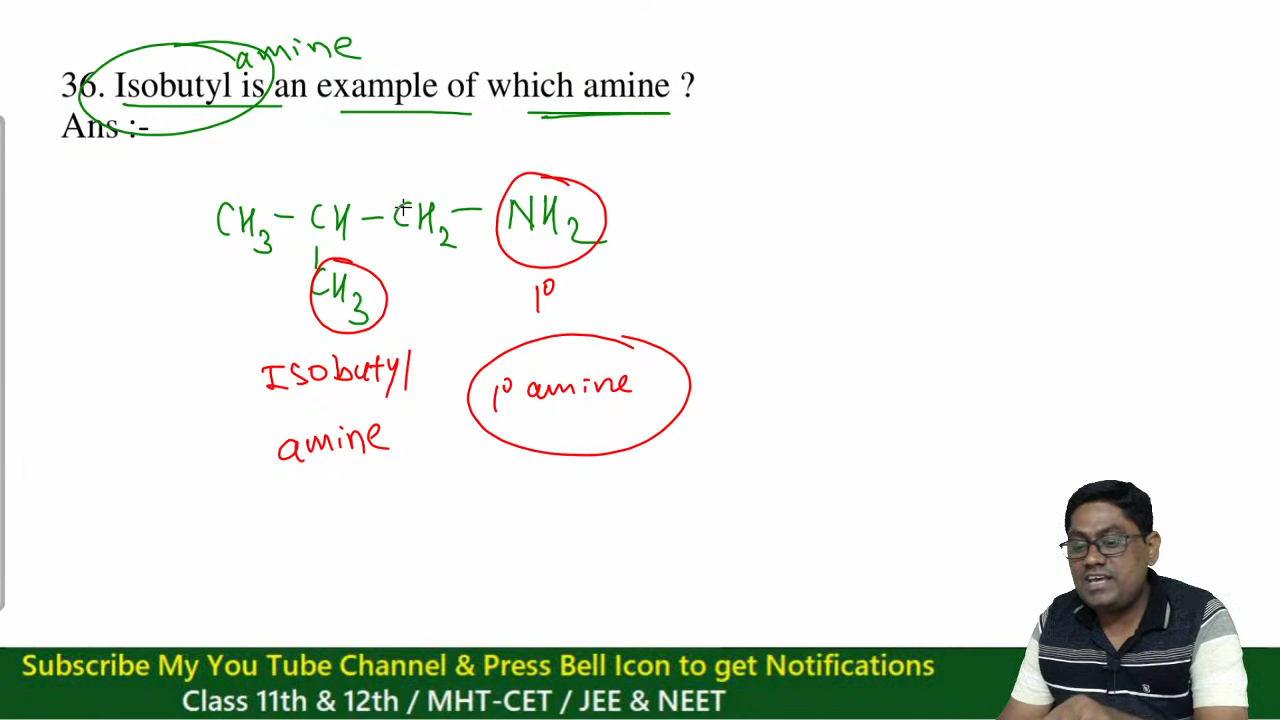 amine
36. Isobutyl is an example of which amine ?
Ans :-
CH3 - CH - CH2 - NH2
CH3
1°
Isobutyl
amine
1° amine
Subscribe My You Tube Channel & Press Bell Icon to get Notifications
Class 11th & 12th / MHT-CET / JEE & NEET